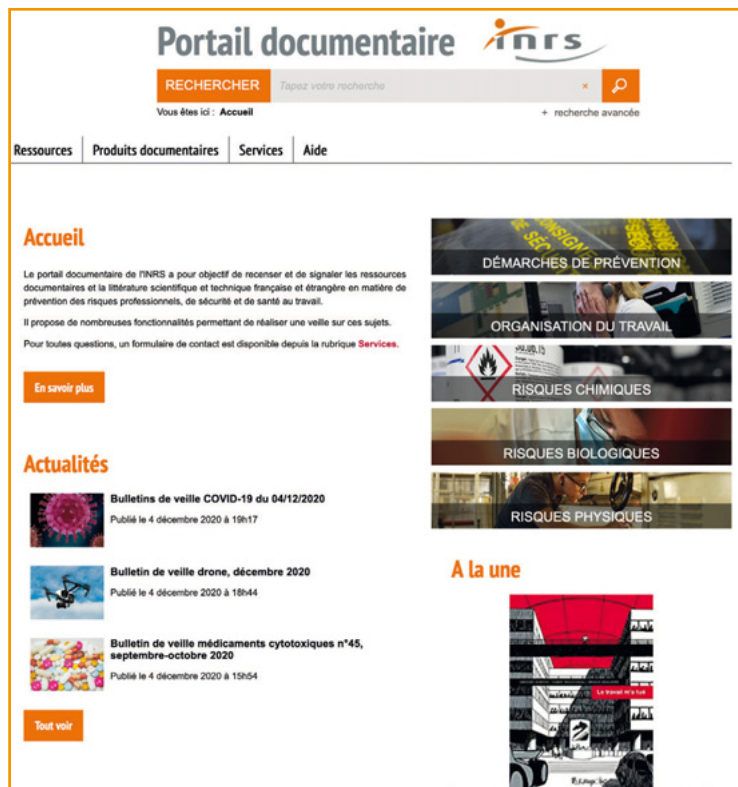 Portail documentaire inrs
RECHERCHER Tapez votre recherche ×
Vous êtes ici : Accueil + recherche avancée
Ressources Produits documentaires Services Aide
Accueil
Le portail documentaire de l'INRS a pour objectif de recenser et de signaler les ressources
documentaires et la littérature scientifique et technique française et étrangère en matière de
prévention des risques professionnels, de sécurité et de santé au travail.
Il propose de nombreuses fonctionnalités permettant de réaliser une veille sur ces sujets.
Pour toutes questions, un formulaire de contact est disponible depuis la rubrique Services.
En savoir plus
Actualités
Bulletins de veille COVID-19 du 04/12/2020
Publié le 4 décembre 2020 à 19h17
Bulletin de veille drone, décembre 2020
Publié le 4 décembre 2020 à 18h44
Bulletin de veille médicaments cytotoxiques n°45,
septembre-octobre 2020
Publié le 4 décembre 2020 à 15h54
Tout voir
CONSIGNE
DE SÉC
DÉMARCHES DE PRÉVENTION
ORGANISATION DU TRAVAIL
RISQUES CHIMIQUES
RISQUES BIOLOGIQUES
RISQUES PHYSIQUES
A la une
Le travail m'a tué